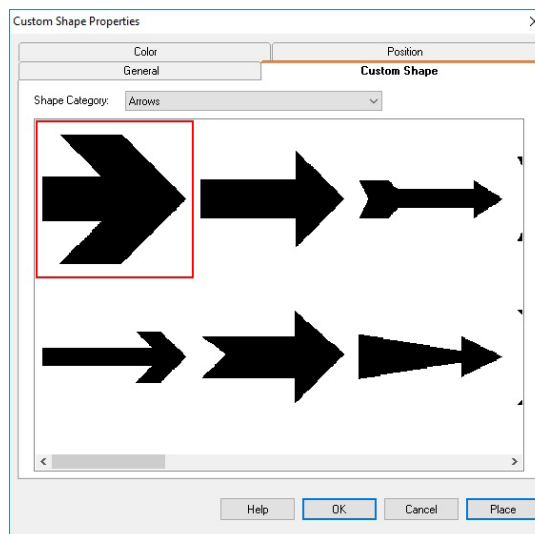 Custom Shape Properties
Color Position
General Custom Shape
Shape Category: Arrows
Help OK Cancel Place